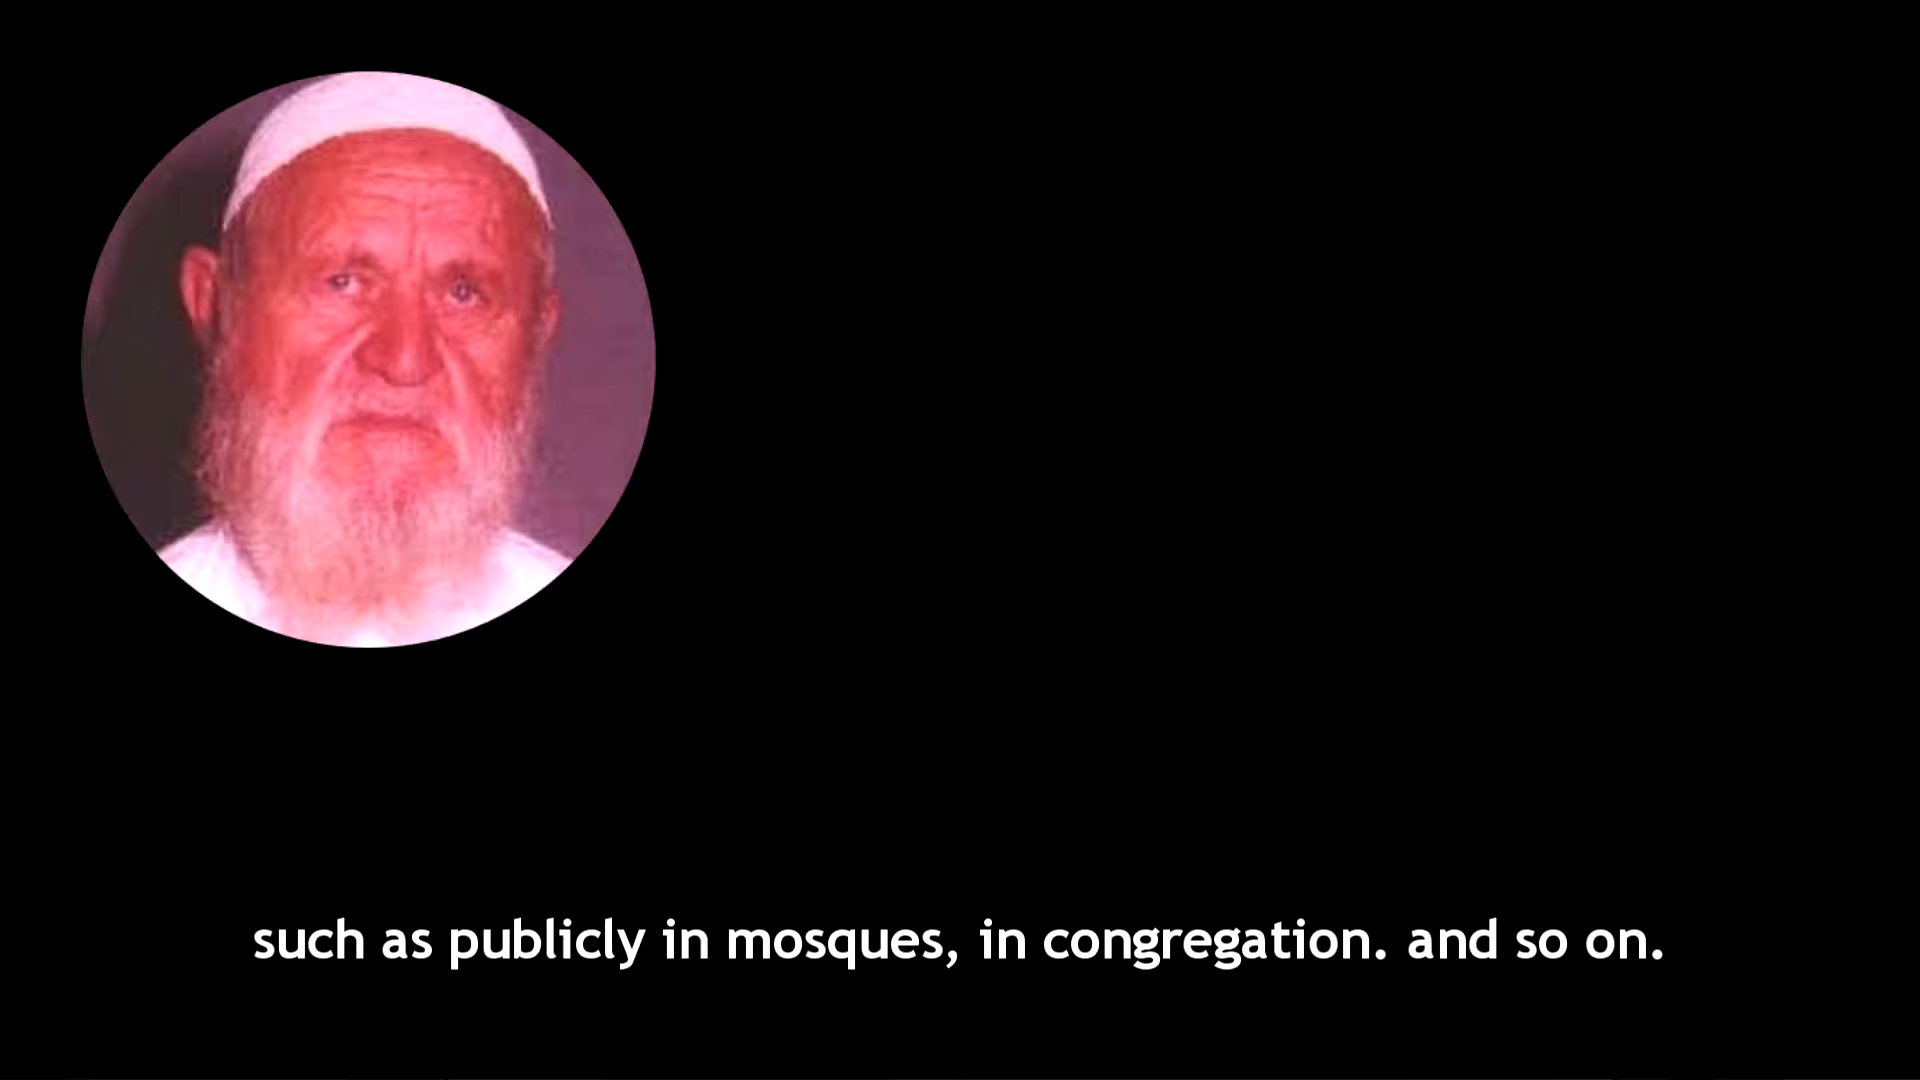 such as publicly in mosques, in congregation. and so on.